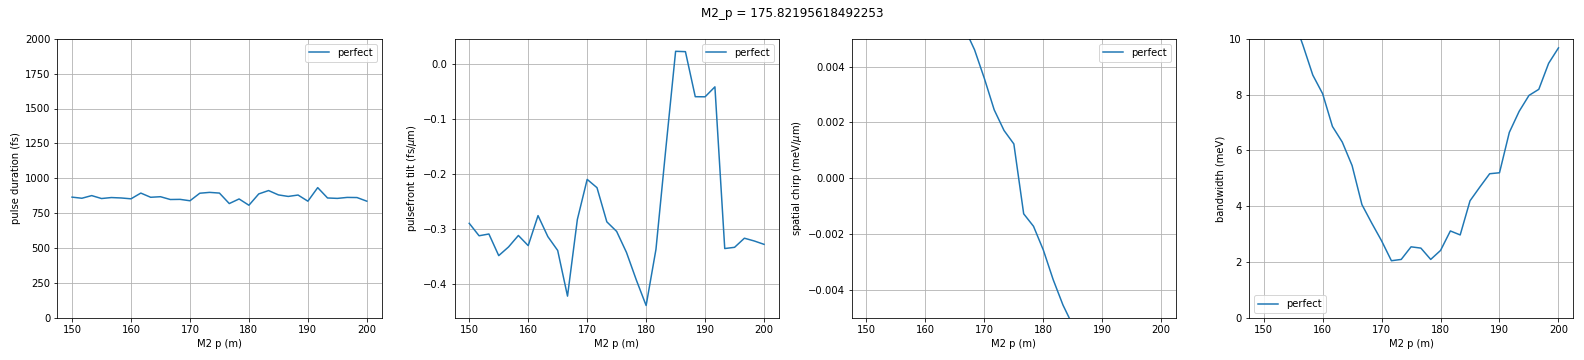 M2_p = 175.82195618492253
pulse duration (fs)
2000
1750
1500
1250
1000
750
500
250
0
150 160 170 180 190 200
M2 p (m)
perfect
pulsefront tilt (fs/μm)
0.0
−0.1
−0.2
−0.3
−0.4
150 160 170 180 190 200
M2 p (m)
perfect
spatial chirp (meV/μm)
0.004
0.002
0.000
−0.002
−0.004
150 160 170 180 190 200
M2 p (m)
perfect
bandwidth (meV)
10
8
6
4
2
0
150 160 170 180 190 200
M2 p (m)
perfect